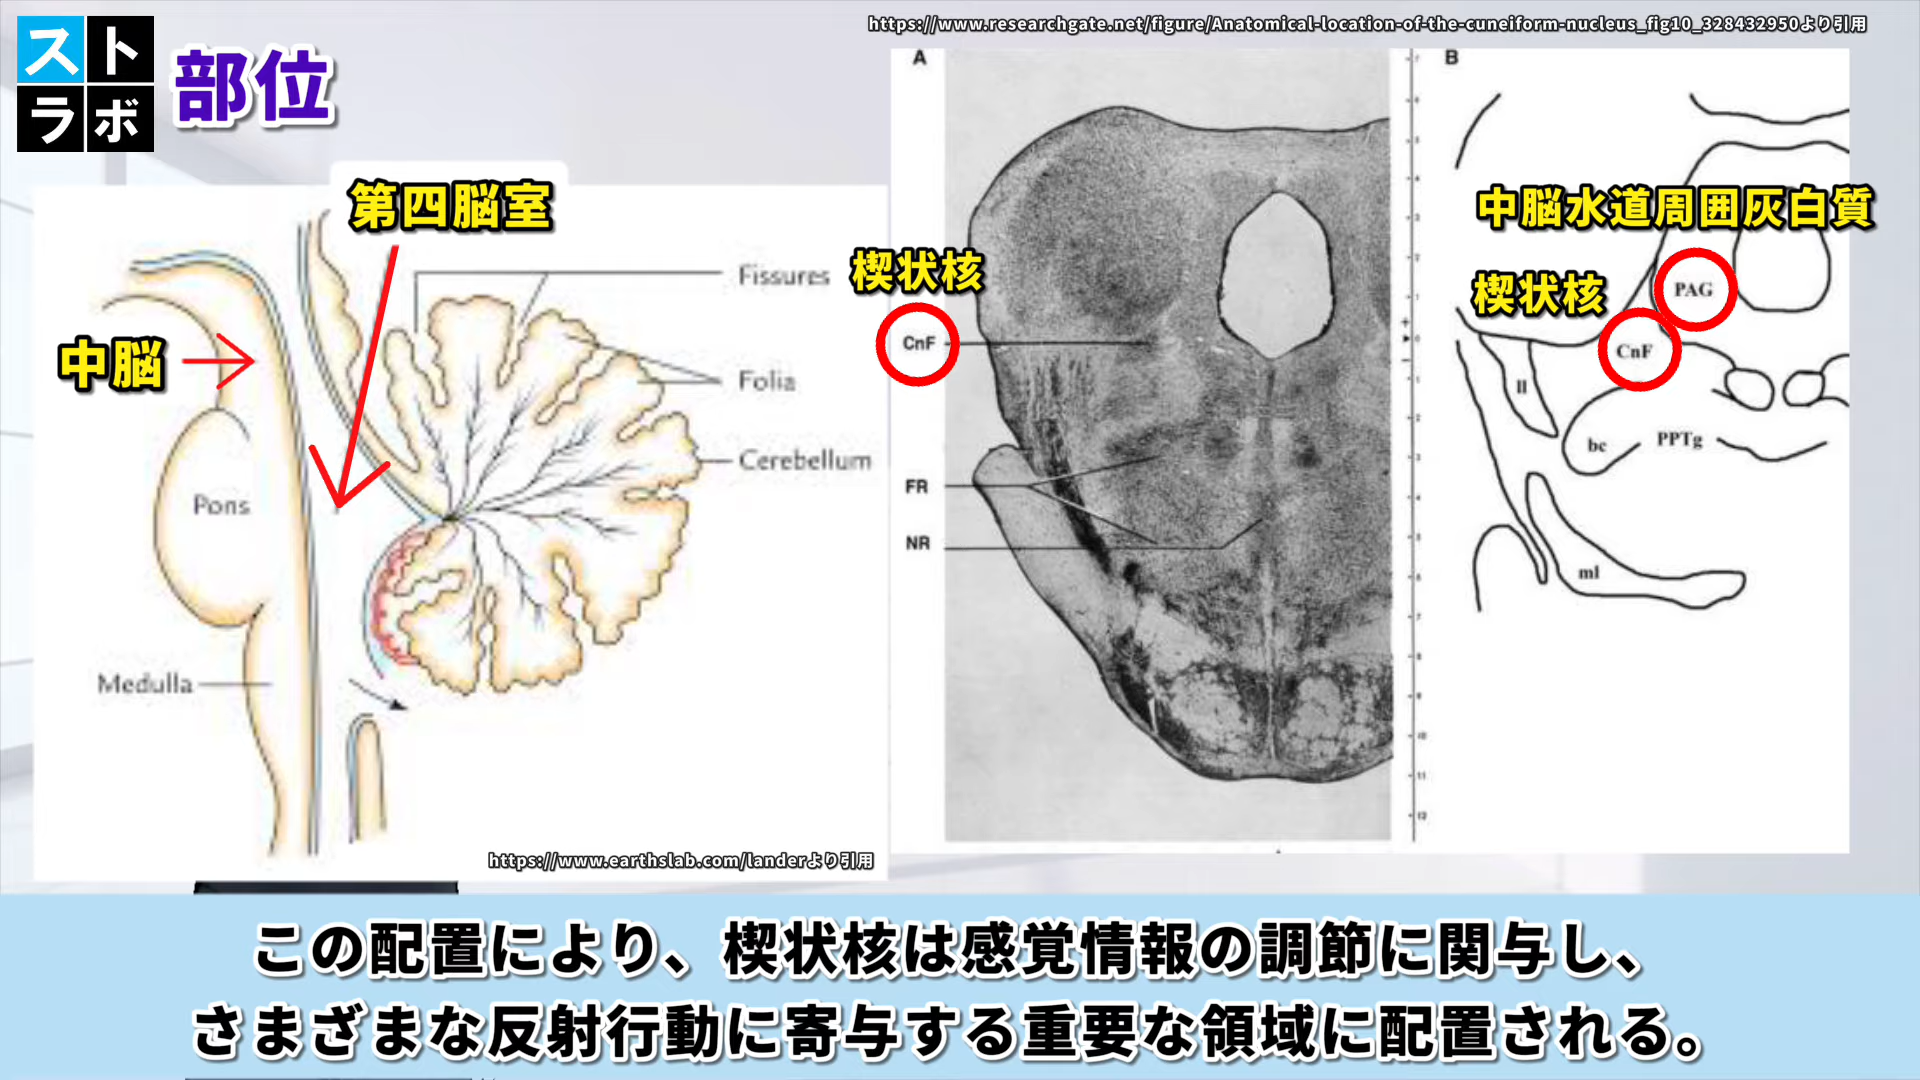 スト
ラボ
部位
https://www.researchgate.net/figure/Anatomical-location-of-the-cuneiform-nucleus_fig10_328432950より引用
第四脳室
中脳
Fissures
Folia
Cerebellum
Pons
Medulla
https://www.earthslab.com/landerより引用
A
楔状核
CnF
FR
NR
B
中脳水道周囲灰白質
楔状核
PAG
CnF
ll
bc
PPTg
ml
この配置により、楔状核は感覚情報の調節に関与し、
さまざまな反射行動に寄与する重要な領域に配置される。